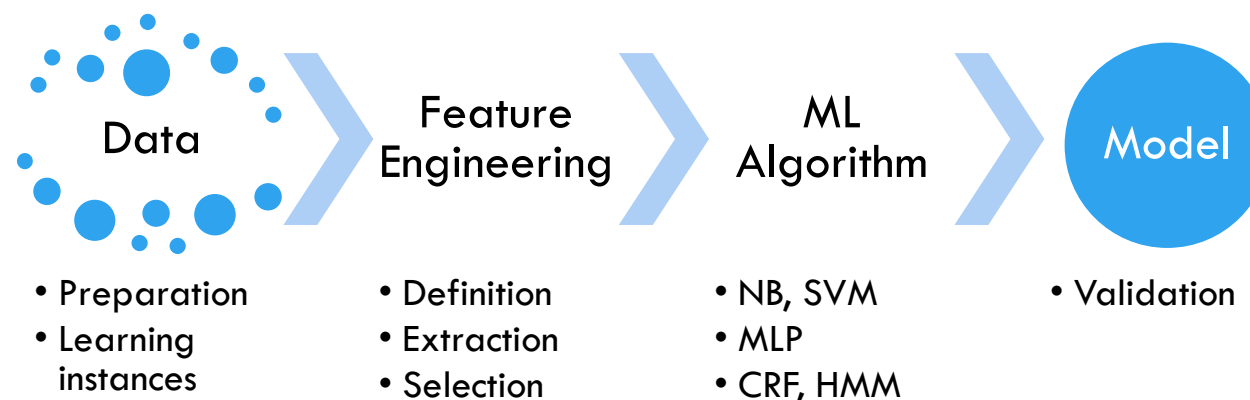 Data
Feature
Engineering
ML
Algorithm
Model
• Preparation
• Learning
instances
• Definition
• Extraction
• Selection
• NB, SVM
• MLP
• CRF, HMM
• Validation